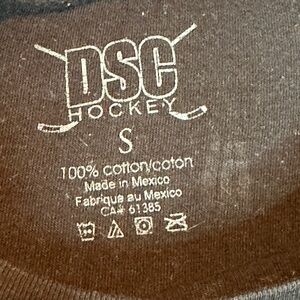 DSC
HOCKEY
S
100% cotton/coton
Made in Mexico
Fabriqué au Mexico
CA# 61385